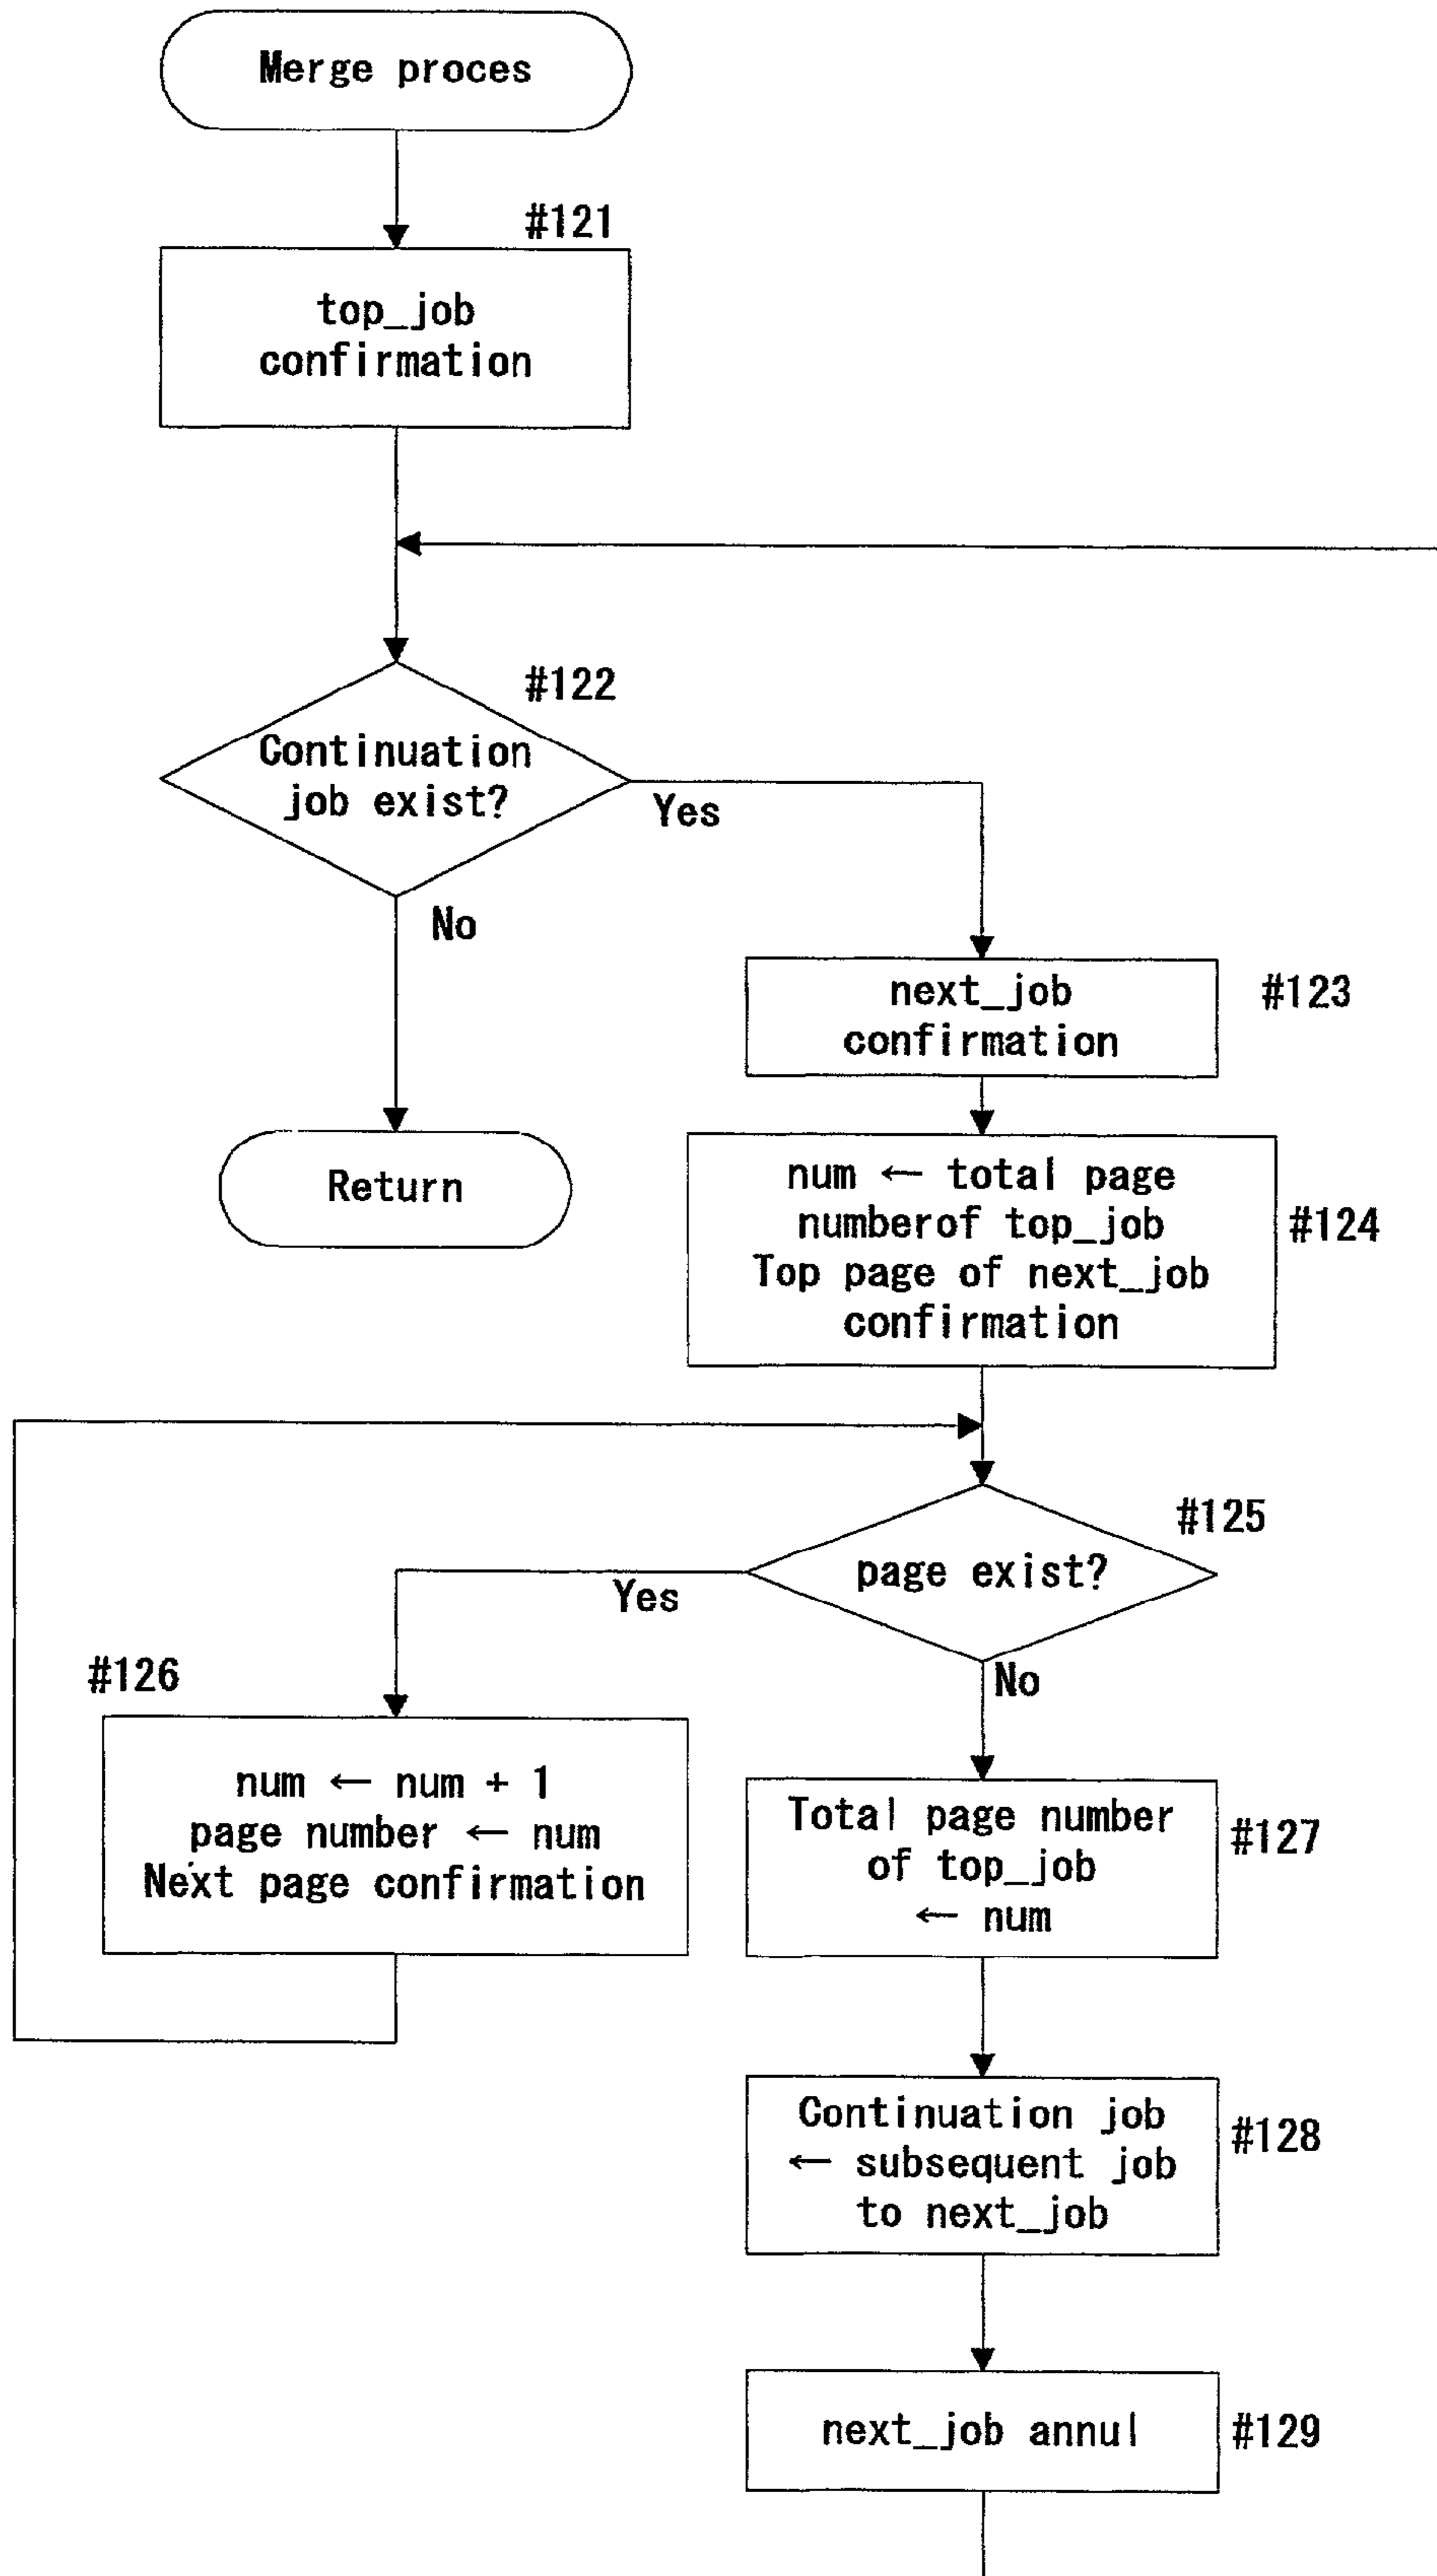 Merge proces
#121
top_job
confirmation
#122
Continuation
job exist?
Yes
No
next_job
confirmation
#123
Return
num ← total page
numberof top_job
Top page of next_job
confirmation
#124
#125
page exist?
Yes
No
#126
num ← num + 1
page number ← num
Next page confirmation
Total page number
of top_job
← num
#127
Continuation job
← subsequent job
to next_job
#128
next_job annul
#129